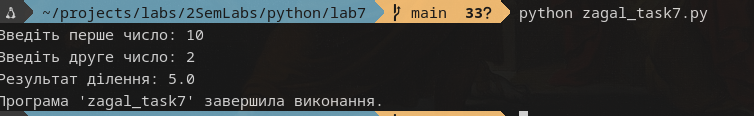 ~/projects/labs/2SemLabs/python/lab7 main 33? python zagal_task7.py
Введіть перше число: 10
Введіть друге число: 2
Результат ділення: 5.0
Програма 'zagal_task7' завершила виконання.